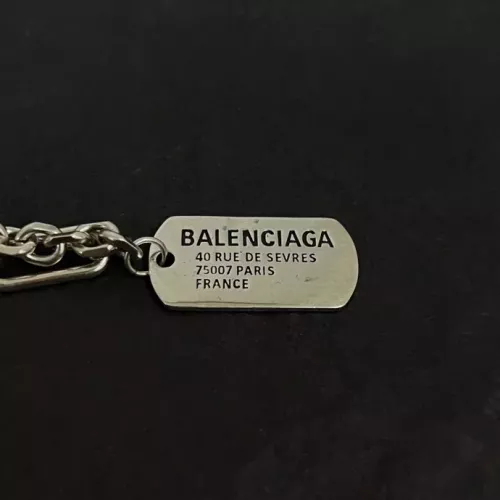 BALENCIAGA
40 RUE DE SEVRES
75007 PARIS
FRANCE